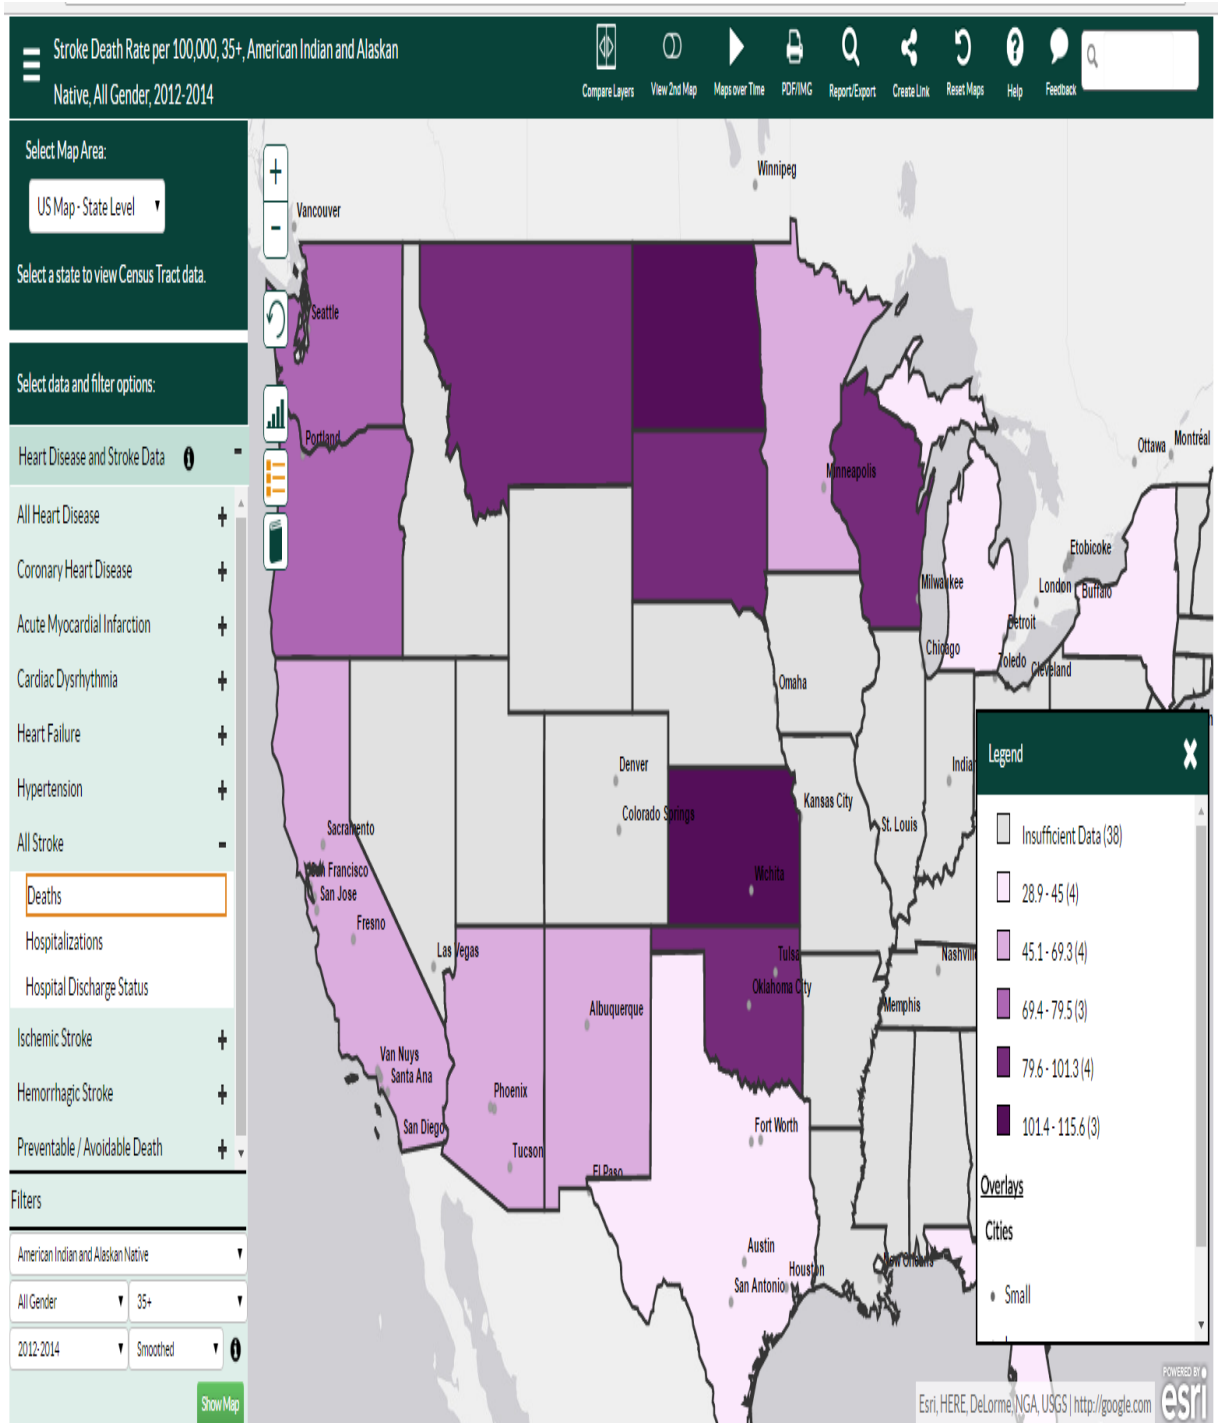 Stroke Death Rate per 100,000, 35+, American Indian and Alaskan
Native, All Gender, 2012-2014
Compare Layers
View 2nd Map
Maps over Time
PDF/IMG
Report/Export
Create Link
Reset Maps
Help
Feedback
Select Map Area:
US Map - State Level
Select a state to view Census Tract data.
Select data and filter options:
Heart Disease and Stroke Data
All Heart Disease
Coronary Heart Disease
Acute Myocardial Infarction
Cardiac Dysrhythmia
Heart Failure
Hypertension
All Stroke
Deaths
Hospitalizations
Hospital Discharge Status
Ischemic Stroke
Hemorrhagic Stroke
Preventable / Avoidable Death
Filters
American Indian and Alaskan Native
All Gender
35+
2012-2014
Smoothed
Show Map
Winnipeg
Vancouver
Seattle
Portland
Minneapolis
Ottawa
Montréal
Etobicoke
London
Buffalo
Milwaukee
Detroit
Chicago
Toledo
Cleveland
Omaha
Denver
Colorado Springs
Kansas City
St. Louis
Indian
Sacramento
San Francisco
San Jose
Fresno
Wichita
Las Vegas
Tulsa
Oklahoma City
Nashville
Memphis
Albuquerque
Van Nuys
Santa Ana
Phoenix
San Diego
Tucson
Fort Worth
El Paso
Austin
Houston
San Antonio
New Orleans
Legend
Insufficient Data (38)
28.9 - 45 (4)
45.1 - 69.3 (4)
69.4 - 79.5 (3)
79.6 - 101.3 (4)
101.4 - 115.6 (3)
Overlays
Cities
Small
Esri, HERE, DeLorme, NGA, USGS | http://google.com
POWERED BY
esri